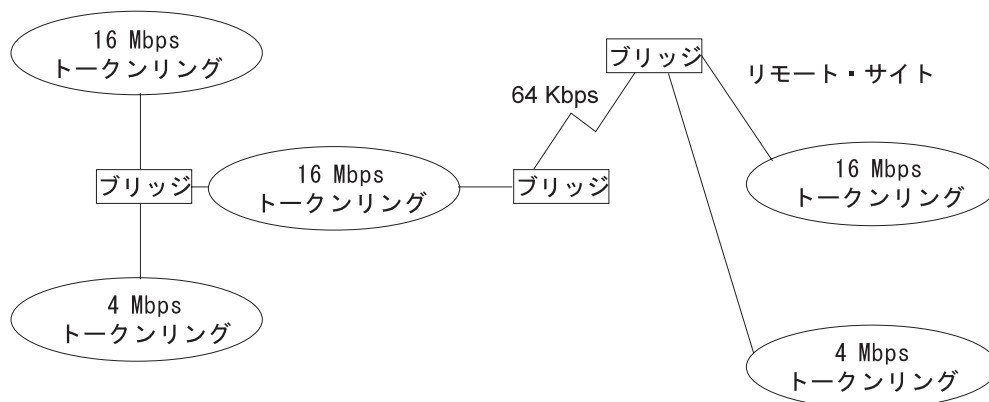 16 Mbps
トークンリング
ブリッジ
リモート・サイト
64 Kbps
ブリッジ
16 Mbps
トークンリング
ブリッジ
16 Mbps
トークンリング
4 Mbps
トークンリング
4 Mbps
トークンリング